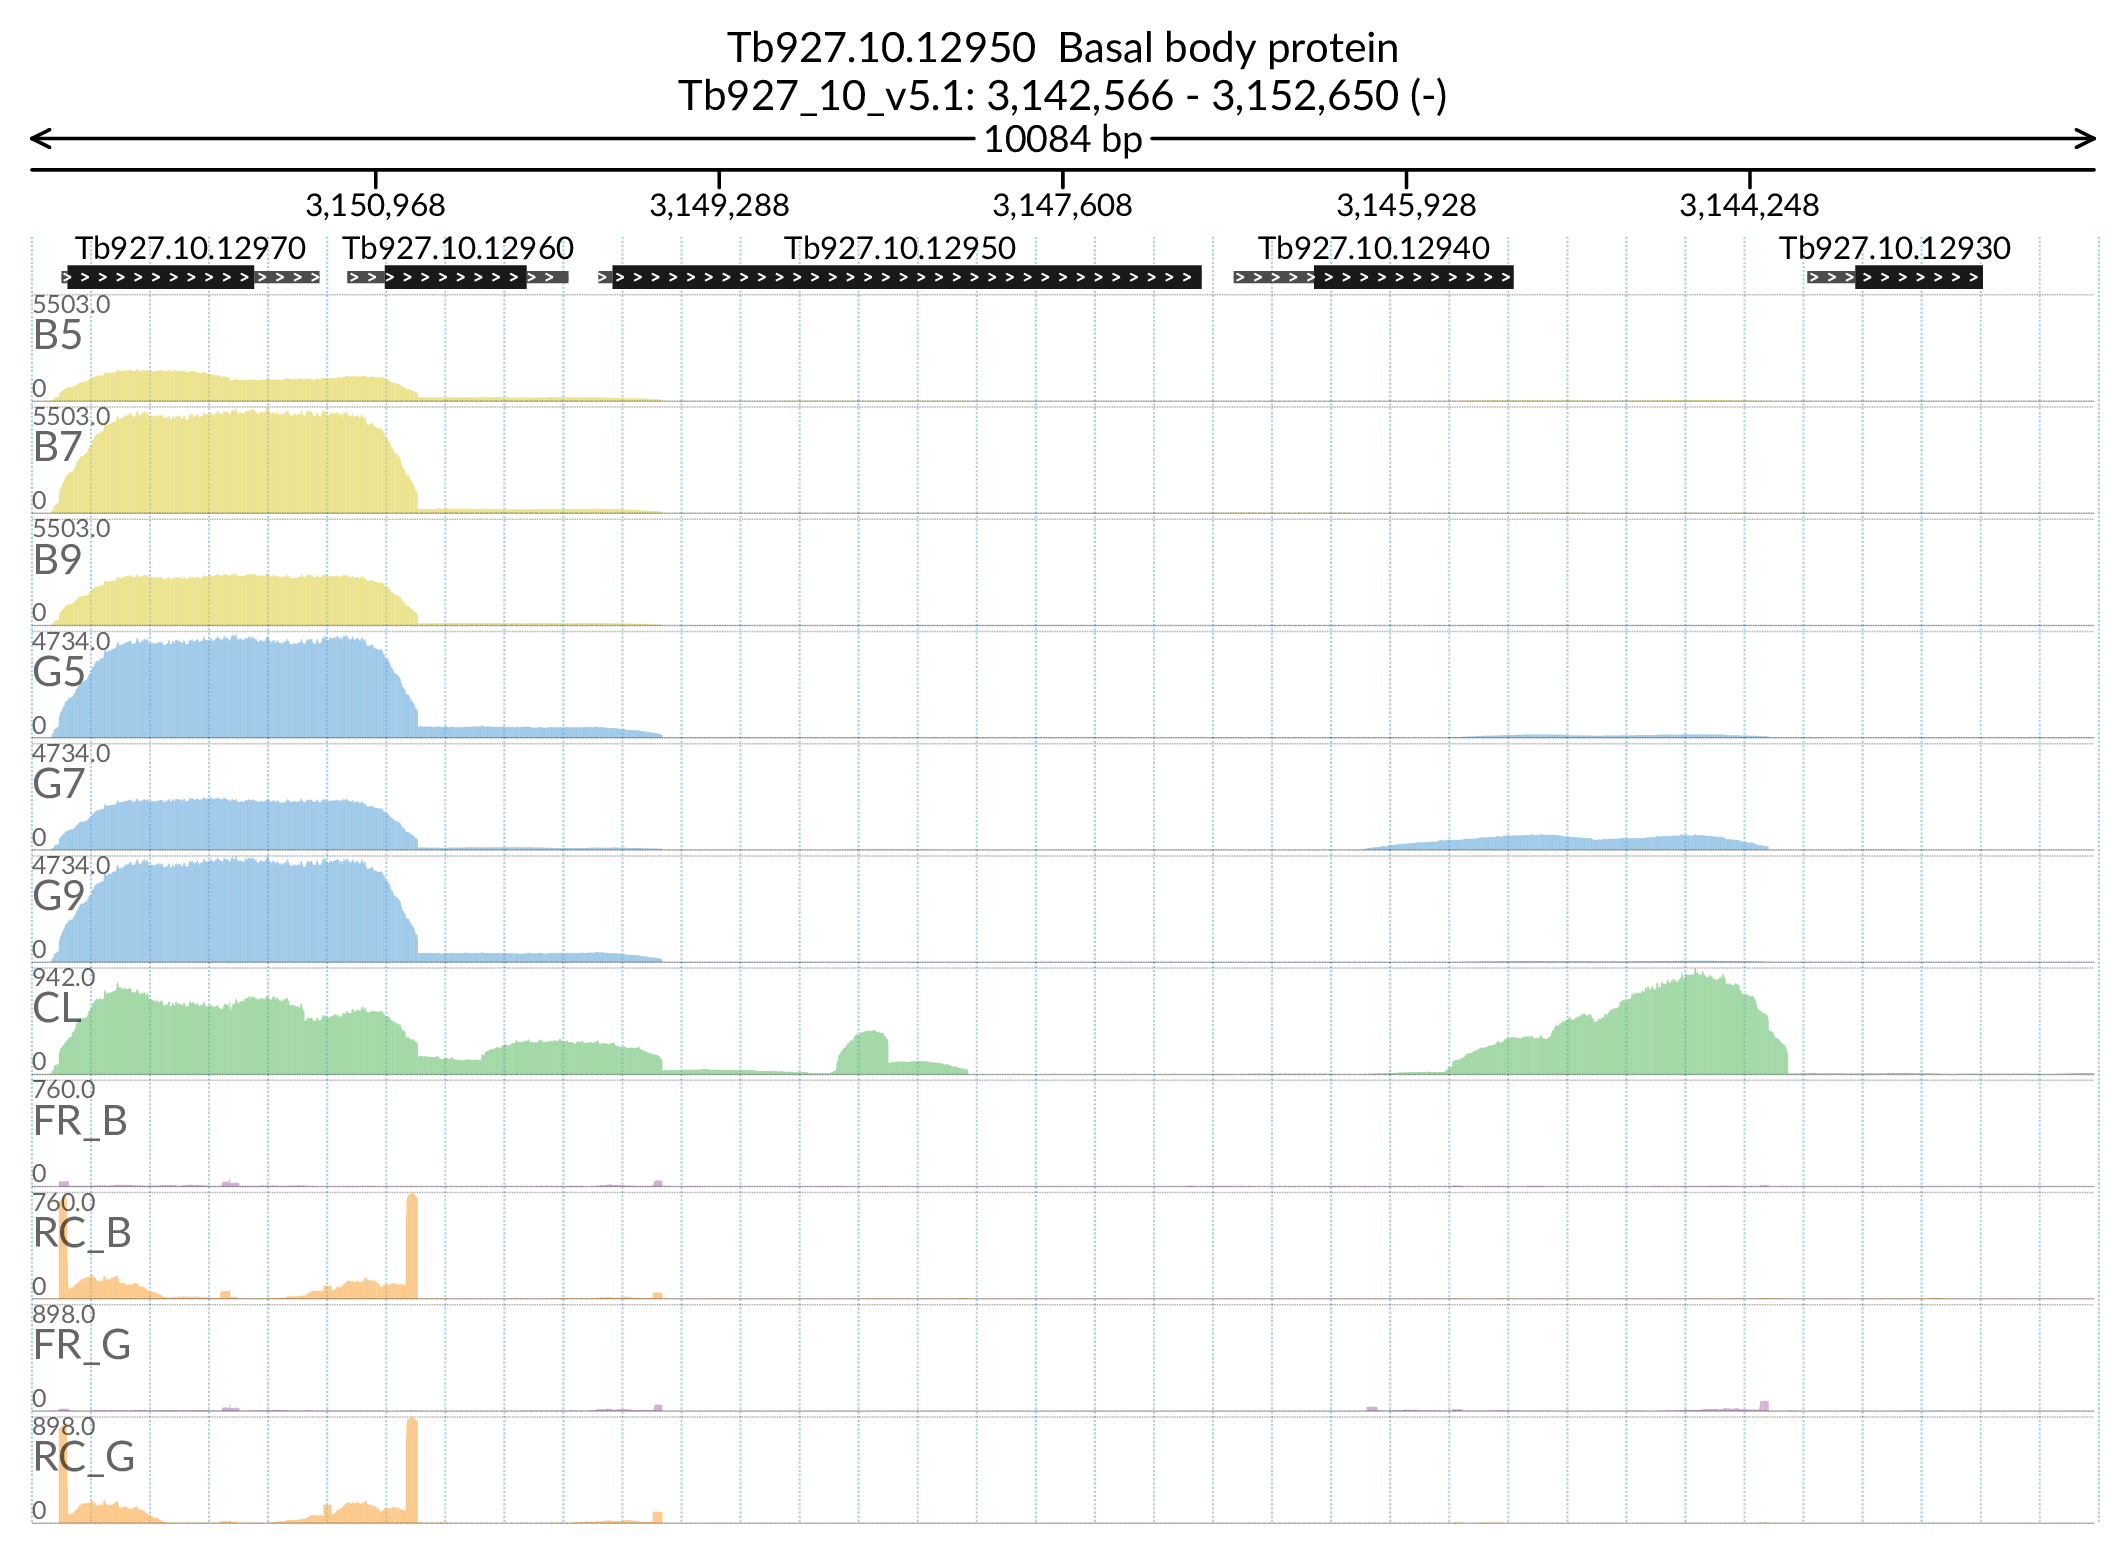 Tb927.10.12950  Basal body protein
Tb927_10_v5.1: 3,142,566 - 3,152,650 (-)
10084 bp
3,150,968 3,149,288 3,147,608 3,145,928 3,144,248
Tb927.10.12970 Tb927.10.12960 Tb927.10.12950 Tb927.10.12940 Tb927.10.12930
5503.0
B5
0
5503.0
B7
0
5503.0
B9
0
4734.0
G5
0
4734.0
G7
0
4734.0
G9
0
942.0
CL
0
760.0
FR_B
0
760.0
RC_B
0
898.0
FR_G
0
898.0
RC_G
0